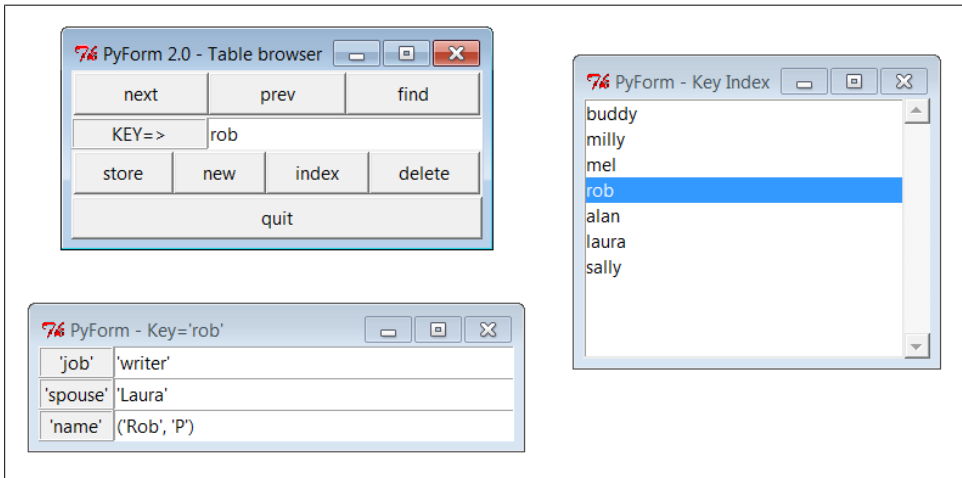 PyForm 2.0 - Table browser
next prev find
KEY=> rob
store new index delete
quit
PyForm - Key Index
buddy
milly
mel
rob
alan
laura
sally
PyForm - Key='rob'
'job' 'writer'
'spouse' 'Laura'
'name' ('Rob', 'P')